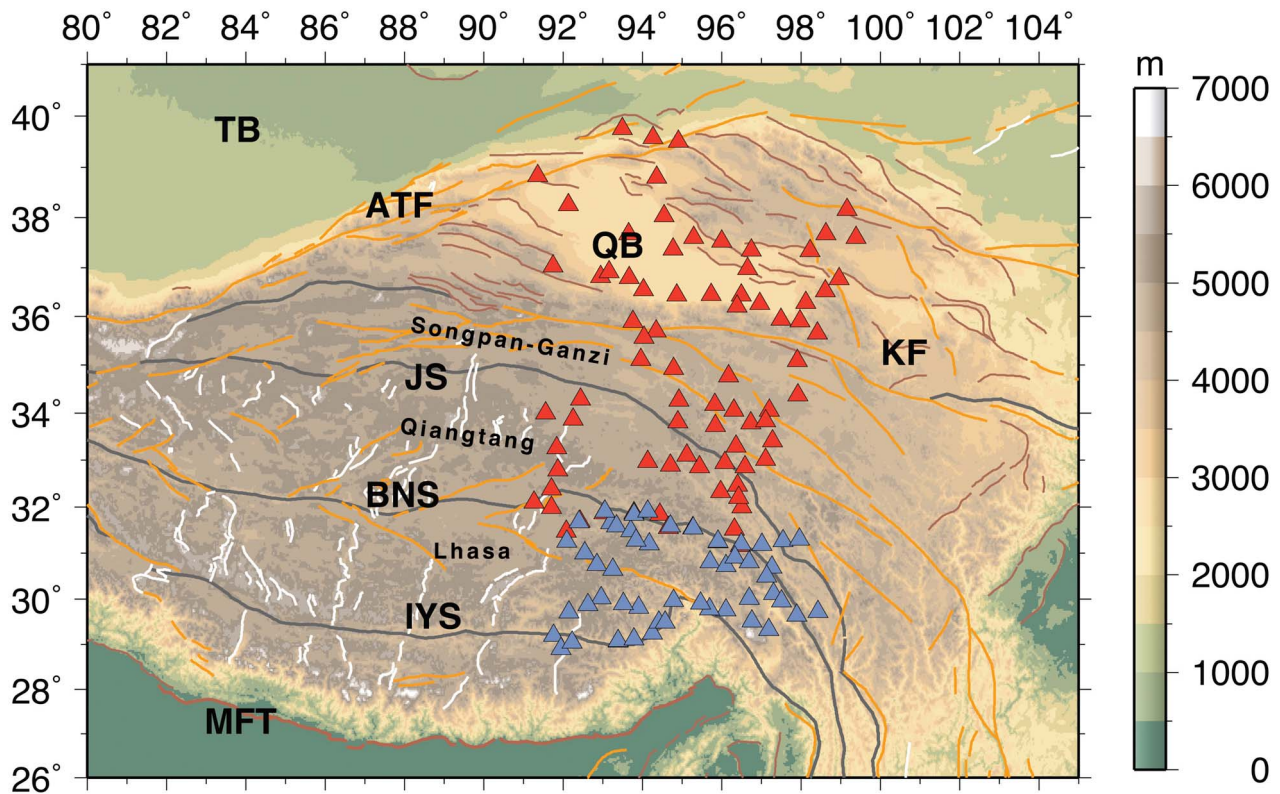 80° 82° 84° 86° 88° 90° 92° 94° 96° 98° 100° 102° 104°
m
7000
6000
5000
4000
3000
2000
1000
0
40°
38°
36°
34°
32°
30°
28°
26°
TB
ATF
QB
Songpan-Ganzi
KF
JS
Qiangtang
BNS
Lhasa
IYS
MFT